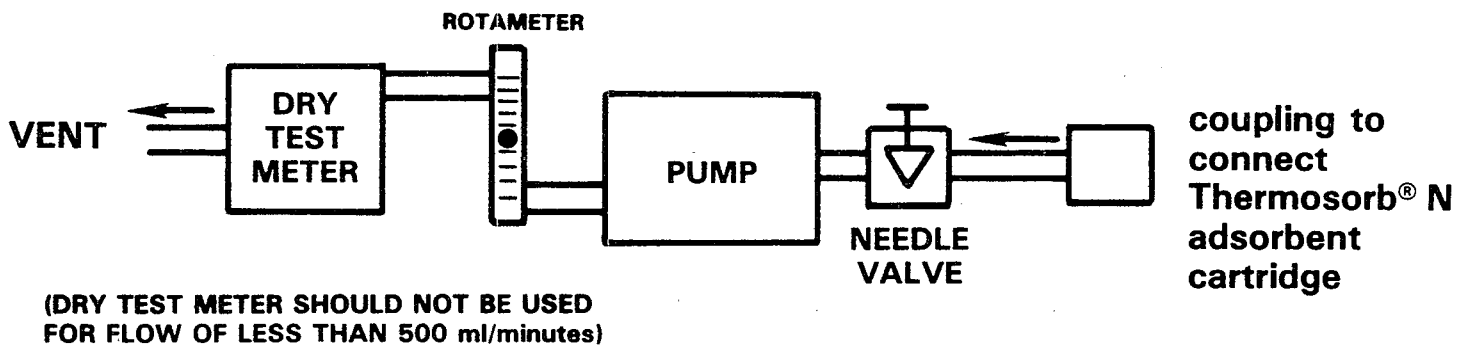 ROTAMETER
VENT
DRY
TEST
METER
PUMP
NEEDLE
VALVE
coupling to
connect
Thermosorb® N
adsorbent
cartridge
(DRY TEST METER SHOULD NOT BE USED
FOR FLOW OF LESS THAN 500 ml/minutes)